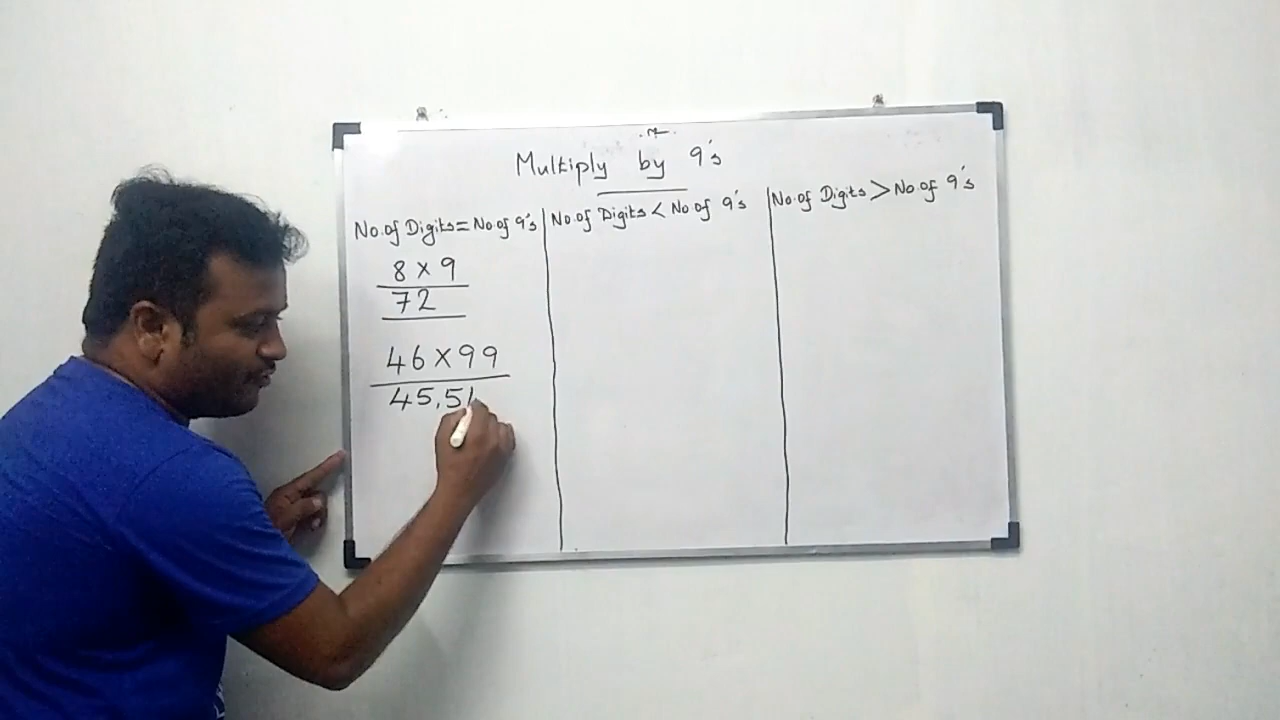 Multiply by 9's
No.of Digits = No.of 9's
8 x 9
72
46 x 99
45,5
No.of Digits < No of 9's
No.of Digits > No.of 9's